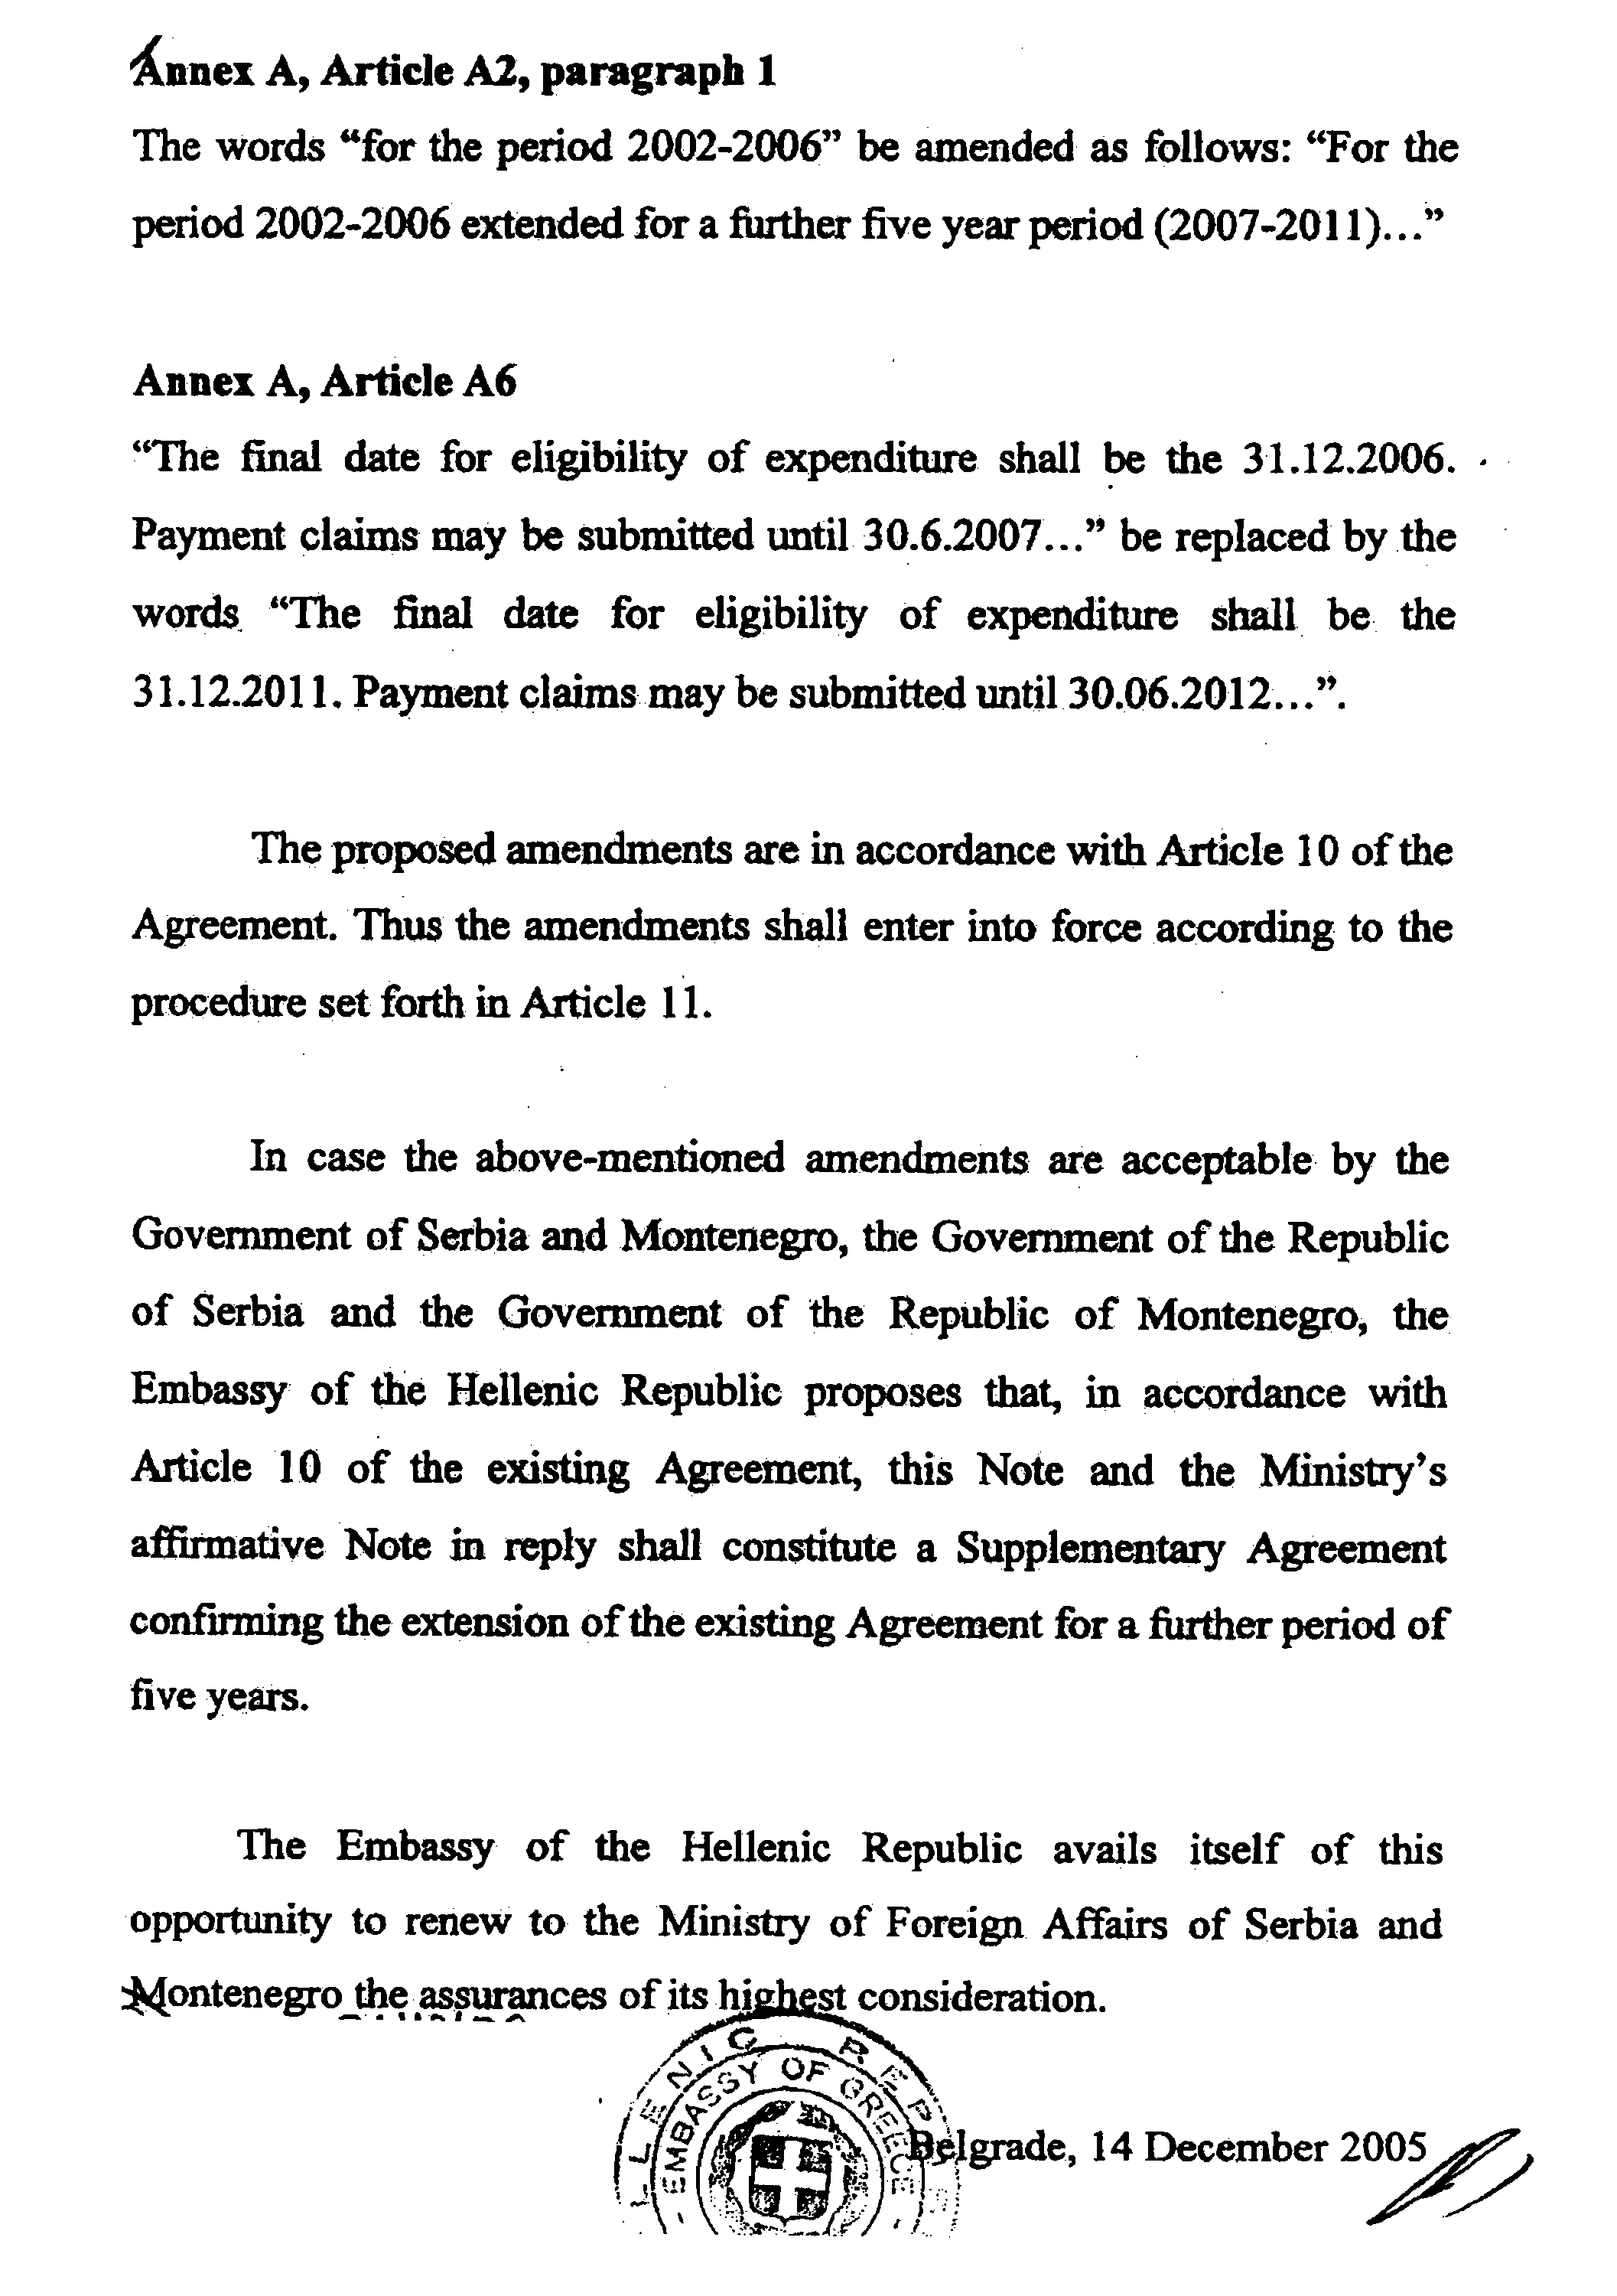 Annex A, Article A2, paragraph 1
The words “for the period 2002-2006” be amended as follows: “For the
period 2002-2006 extended for a further five year period (2007-2011)...”
Annex A, Article A6
“The final date for eligibility of expenditure shall be the 31.12.2006.
Payment claims may be submitted until 30.6.2007...” be replaced by the
words “The final date for eligibility of expenditure shall be the
31.12.2011. Payment claims may be submitted until 30.06.2012...”.
The proposed amendments are in accordance with Article 10 of the
Agreement. Thus the amendments shall enter into force according to the
procedure set forth in Article 11.
In case the above-mentioned amendments are acceptable by the
Government of Serbia and Montenegro, the Government of the Republic
of Serbia and the Government of the Republic of Montenegro, the
Embassy of the Hellenic Republic proposes that, in accordance with
Article 10 of the existing Agreement, this Note and the Ministry’s
affirmative Note in reply shall constitute a Supplementary Agreement
confirming the extension of the existing Agreement for a further period of
five years.
The Embassy of the Hellenic Republic avails itself of this
opportunity to renew to the Ministry of Foreign Affairs of Serbia and
Montenegro the assurances of its highest consideration.
EMBASSY OF GREECE
Belgrade, 14 December 2005